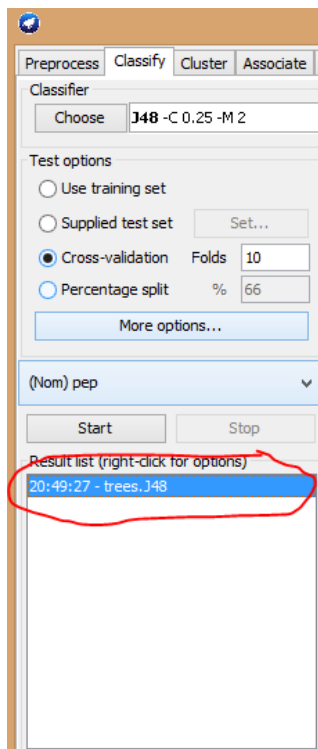 Preprocess Classify Cluster Associate
Classifier
Choose J48 -C 0.25 -M 2
Test options
Use training set
Supplied test set Set...
Cross-validation Folds 10
Percentage split % 66
More options...
(Nom) pep
Start Stop
Result list (right-click for options)
20:49:27 - trees.J48